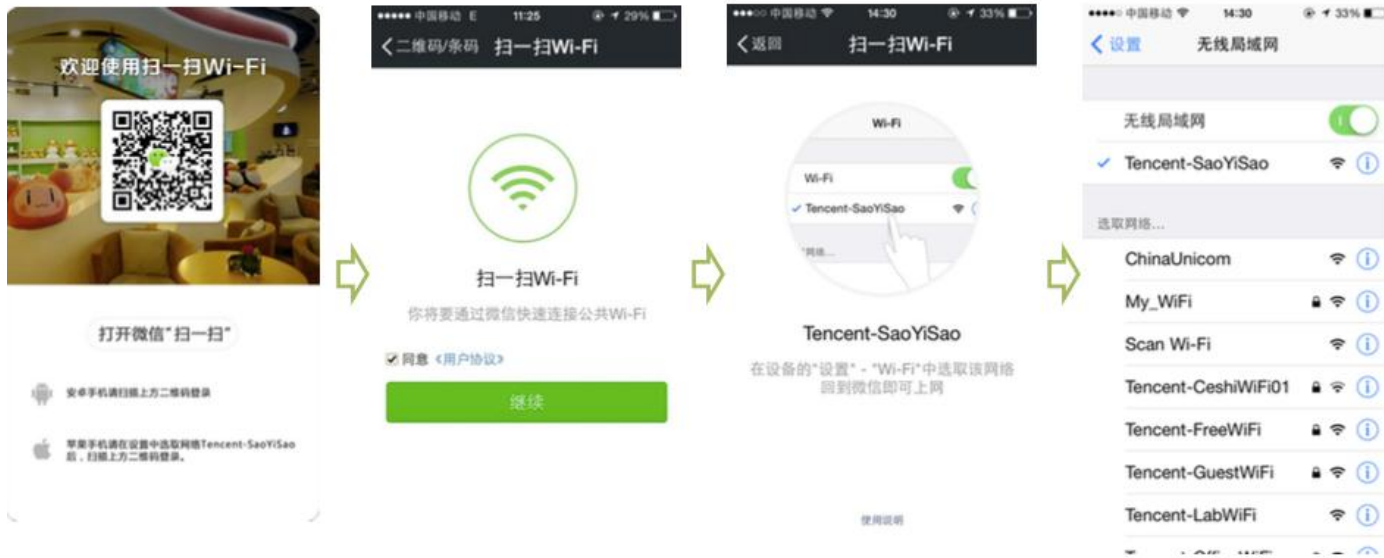 欢迎使用扫一扫Wi-Fi
打开微信"扫一扫"
安卓手机请扫描上方二维码登录
苹果手机请在设置中选取网络Tencent-SaoYiSao
后，扫描上方二维码登录。
中国移动 E 11:25 29%
二维码/条码 扫一扫Wi-Fi
扫一扫Wi-Fi
你将要通过微信快速连接公共Wi-Fi
同意《用户协议》
继续
中国移动 14:30 33%
返回 扫一扫Wi-Fi
Wi-Fi
Wi-Fi
Tencent-SaoYiSao
网络...
Tencent-SaoYiSao
在设备的"设置" - "Wi-Fi"中选取该网络
回到微信即可上网
使用说明
中国移动 14:30 33%
设置 无线局域网
无线局域网
Tencent-SaoYiSao
选取网络...
ChinaUnicom
My_WiFi
Scan Wi-Fi
Tencent-CeshiWiFi01
Tencent-FreeWiFi
Tencent-GuestWiFi
Tencent-LabWiFi